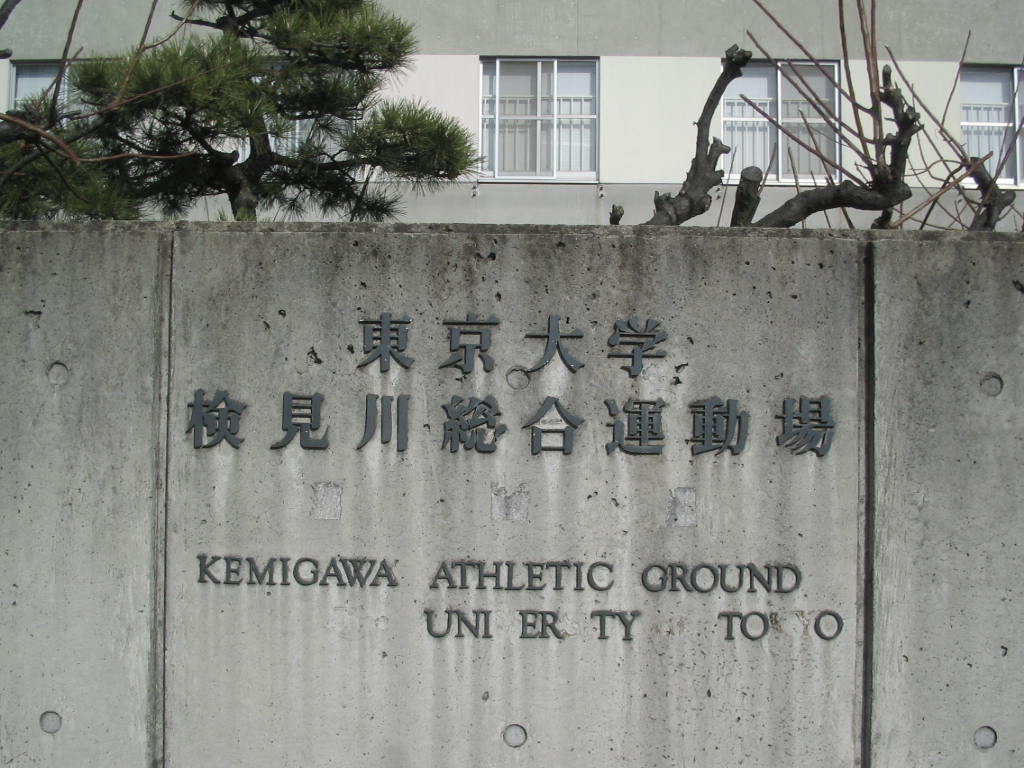 東京大学
検見川総合運動場
KEMIGAWA ATHLETIC GROUND
UNI ER TY TO O